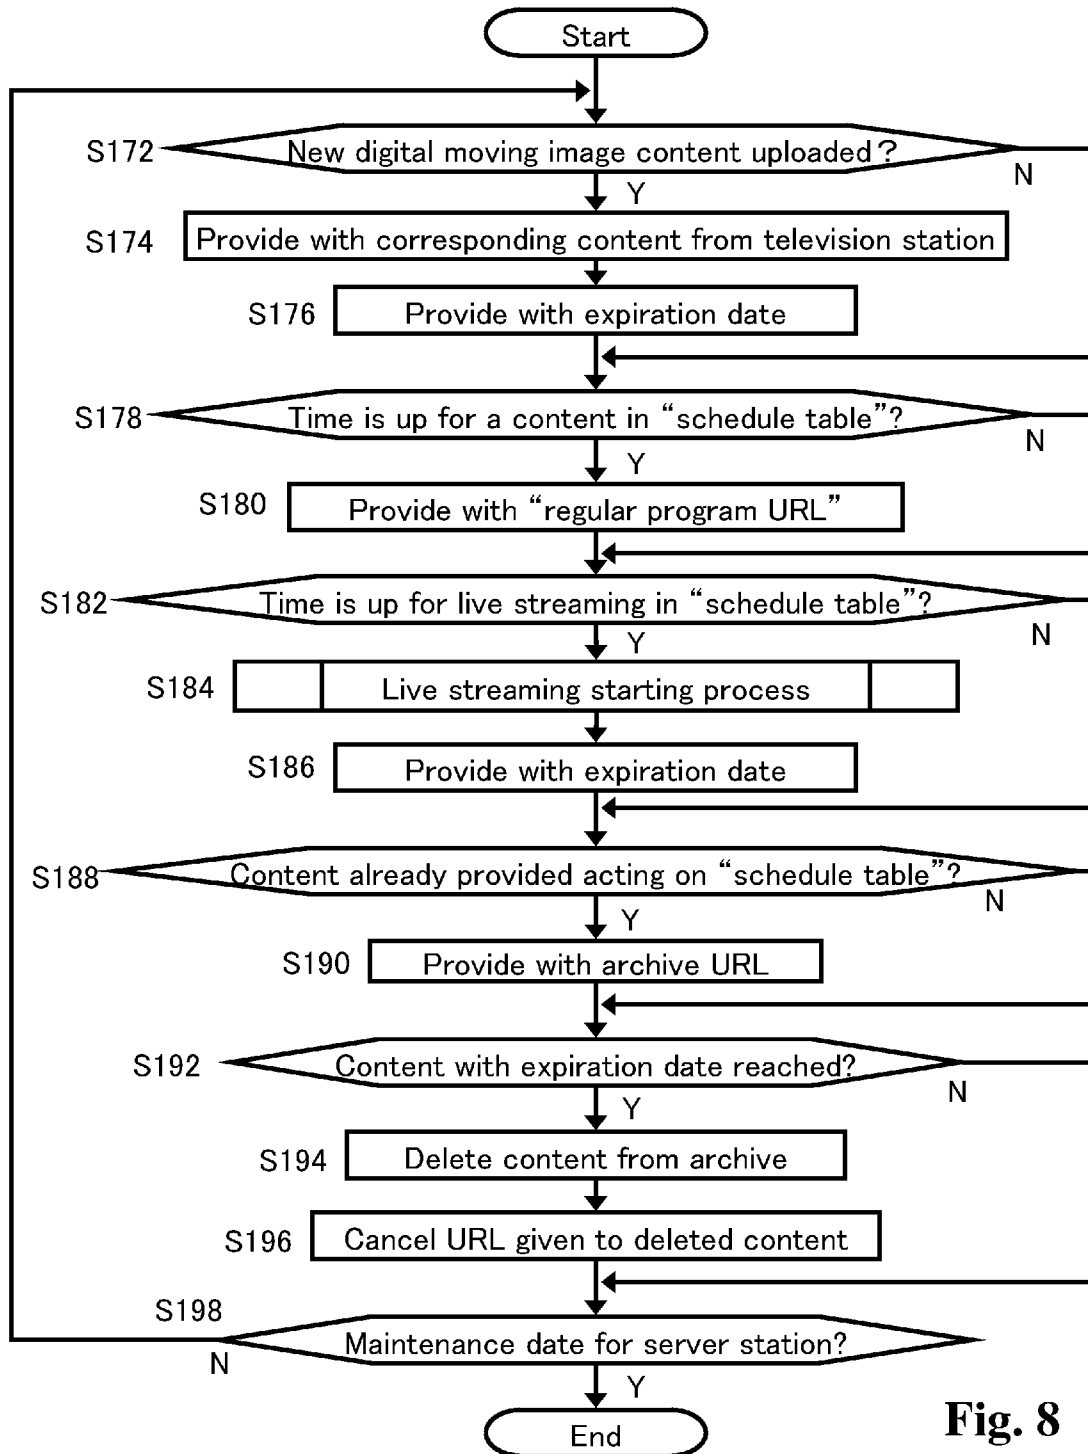 Start
S172
New digital moving image content uploaded？
N
Y
S174
Provide with corresponding content from television station
S176
Provide with expiration date
S178
Time is up for a content in “schedule table”?
N
Y
S180
Provide with “regular program URL”
S182
Time is up for live streaming in “schedule table”?
N
Y
S184
Live streaming starting process
S186
Provide with expiration date
S188
Content already provided acting on “schedule table”?
N
Y
S190
Provide with archive URL
S192
Content with expiration date reached?
N
Y
S194
Delete content from archive
S196
Cancel URL given to deleted content
S198
Maintenance date for server station?
N
Y
End
Fig. 8